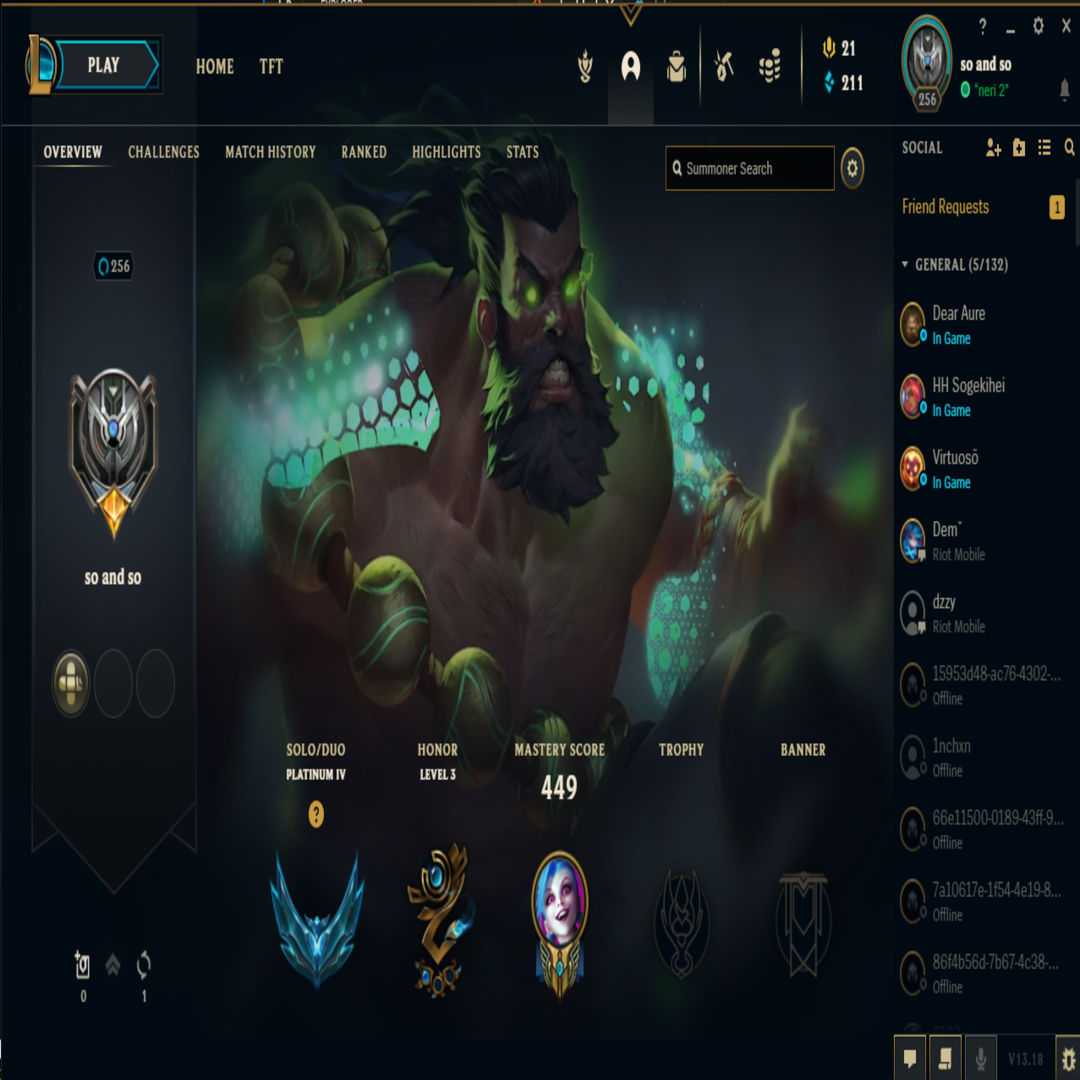 PLAY
HOME
TFT
21
211
256
so and so
"neri 2"
OVERVIEW
CHALLENGES
MATCH HISTORY
RANKED
HIGHLIGHTS
STATS
Summoner Search
SOCIAL
Friend Requests
1
GENERAL (5/132)
Dear Aure
In Game
HH Sogekihei
In Game
Virtuosō
In Game
Demˇ
Riot Mobile
dzzy
Riot Mobile
15953d48-ac76-4302-...
Offline
1nchxn
Offline
66e11500-0189-43ff-9...
Offline
7a10617e-1f54-4e19-8...
Offline
86f4b56d-7b67-4c38-...
Offline
256
so and so
SOLO/DUO
PLATINUM IV
?
HONOR
LEVEL 3
MASTERY SCORE
449
TROPHY
BANNER
0
1
V13.18